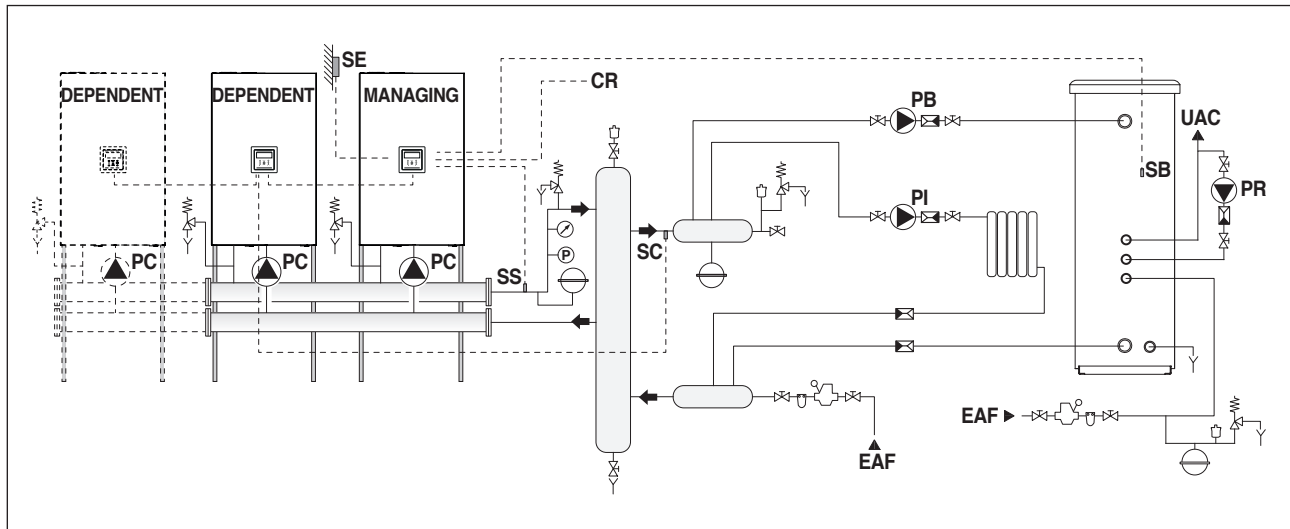 SE
DEPENDENT
DEPENDENT
MANAGING
CR
PB
UAC
SB
PR
PI
PC
PC
PC
SS
P
SC
EAF
EAF